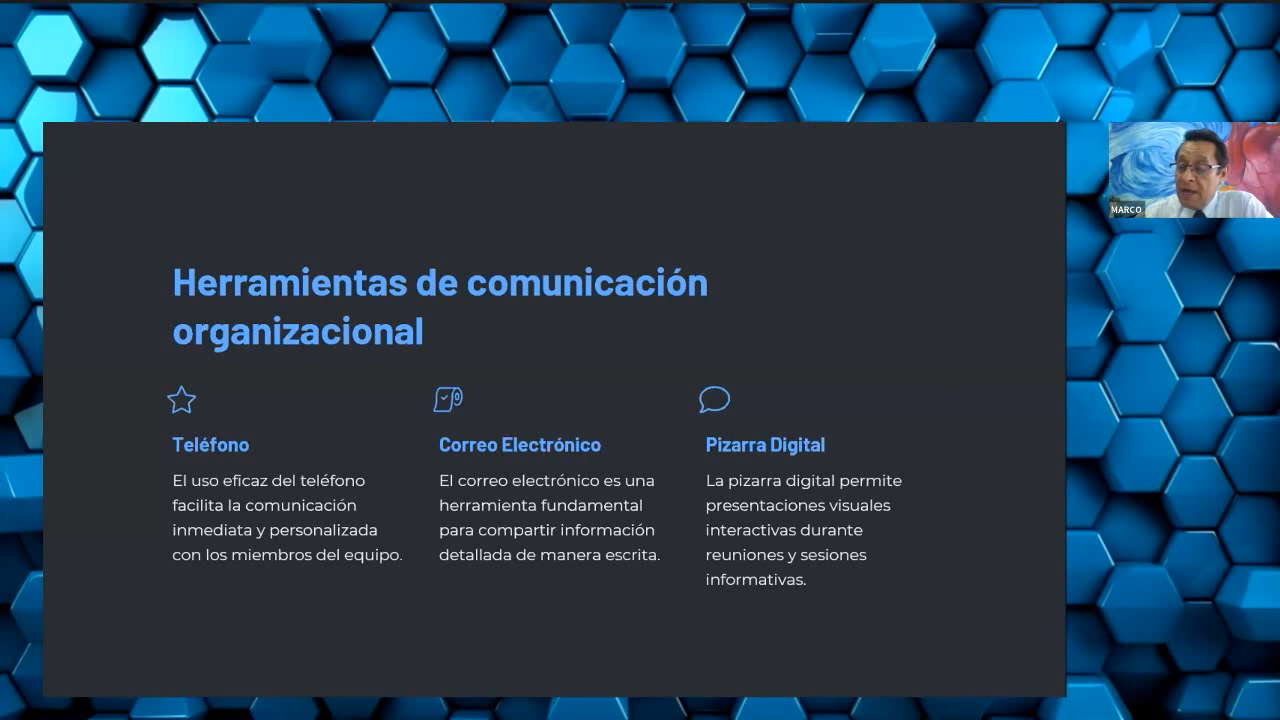 MARCO
Herramientas de comunicación
organizacional
Teléfono
El uso eficaz del teléfono
facilita la comunicación
inmediata y personalizada
con los miembros del equipo.
Correo Electrónico
El correo electrónico es una
herramienta fundamental
para compartir información
detallada de manera escrita.
Pizarra Digital
La pizarra digital permite
presentaciones visuales
interactivas durante
reuniones y sesiones
informativas.